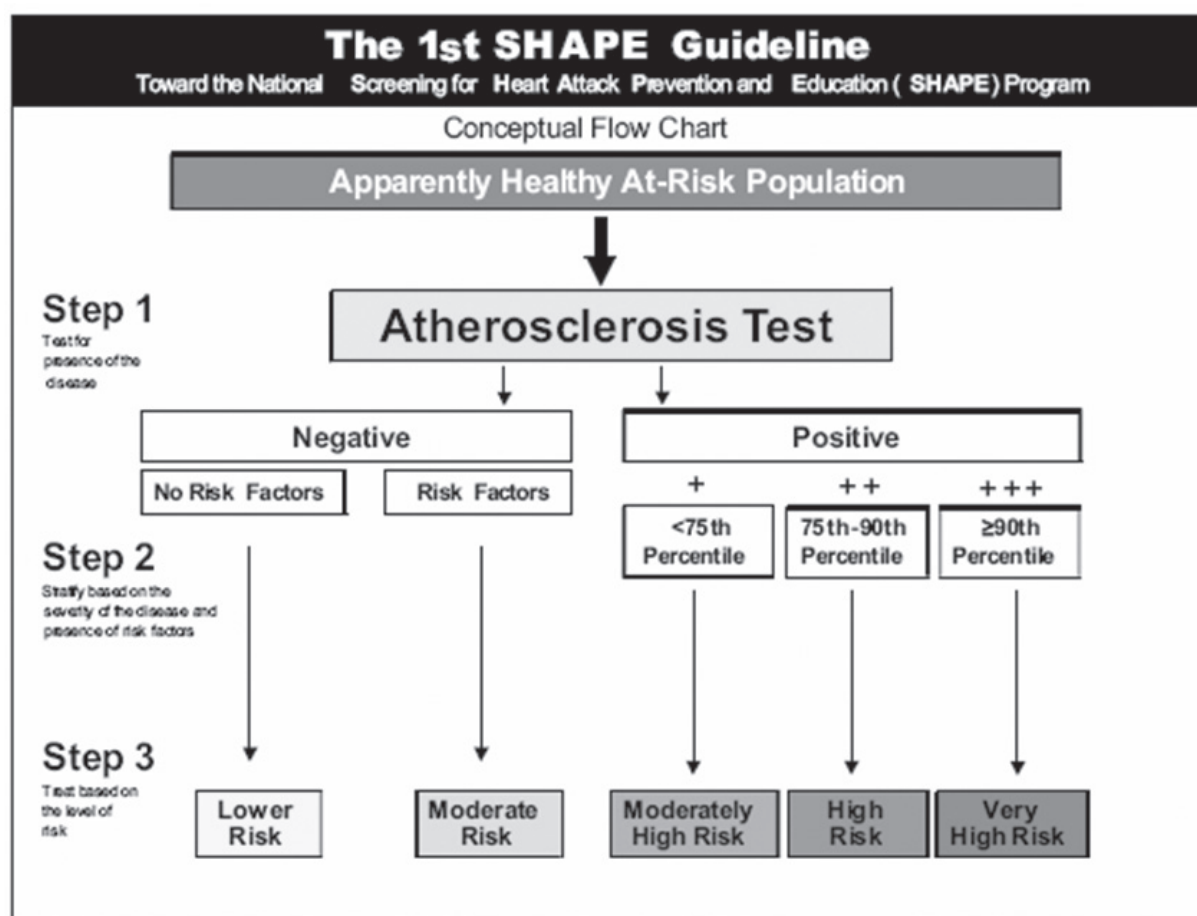 The 1st SHAPE Guideline
Toward the National Screening for Heart Attack Prevention and Education ( SHAPE) Program
Conceptual Flow Chart
Apparently Healthy At-Risk Population
Step 1
Test for
presence of the
disease
Atherosclerosis Test
Negative
Positive
No Risk Factors
Risk Factors
+
++
+++
<75th
Percentile
75th-90th
Percentile
≥90th
Percentile
Step 2
Stratify based on the
severity of the disease and
presence of risk factors
Step 3
Treat based on
the level of
risk
Lower
Risk
Moderate
Risk
Moderately
High Risk
High
Risk
Very
High Risk